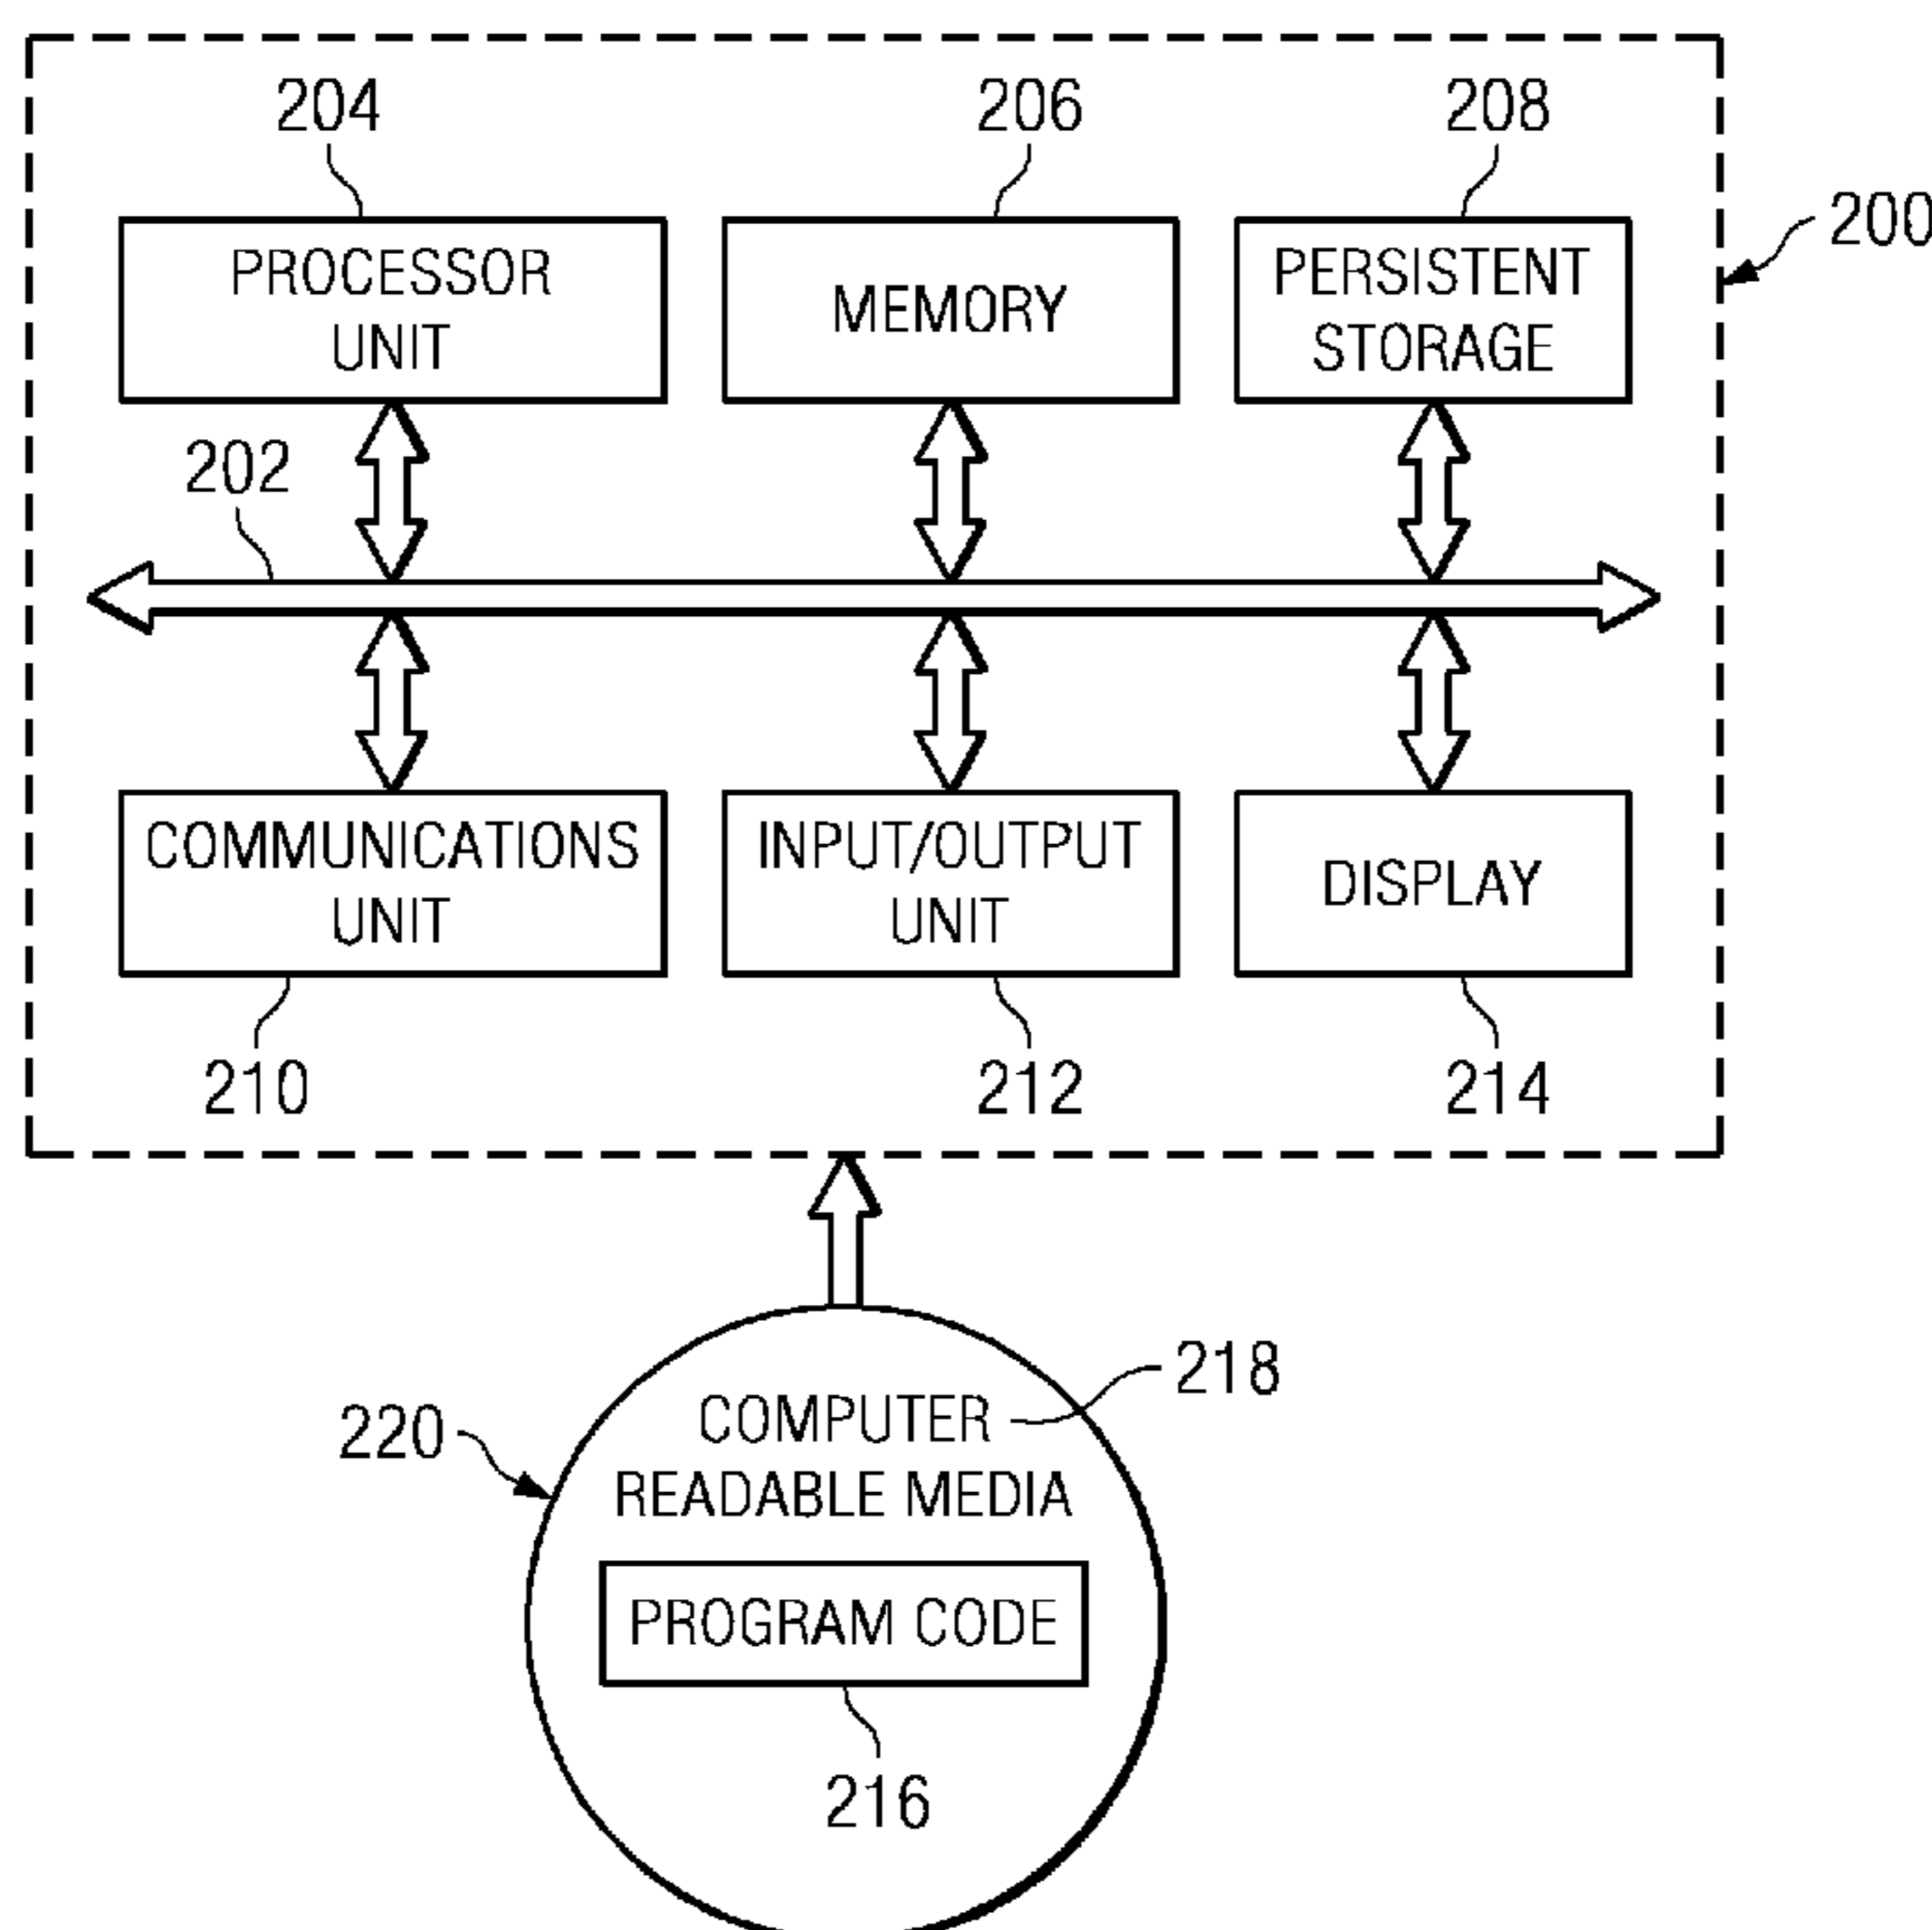 204
206
208
200
PROCESSOR
UNIT
MEMORY
PERSISTENT
STORAGE
202
COMMUNICATIONS
UNIT
INPUT/OUTPUT
UNIT
DISPLAY
210
212
214
218
220
COMPUTER
READABLE MEDIA
PROGRAM CODE
216